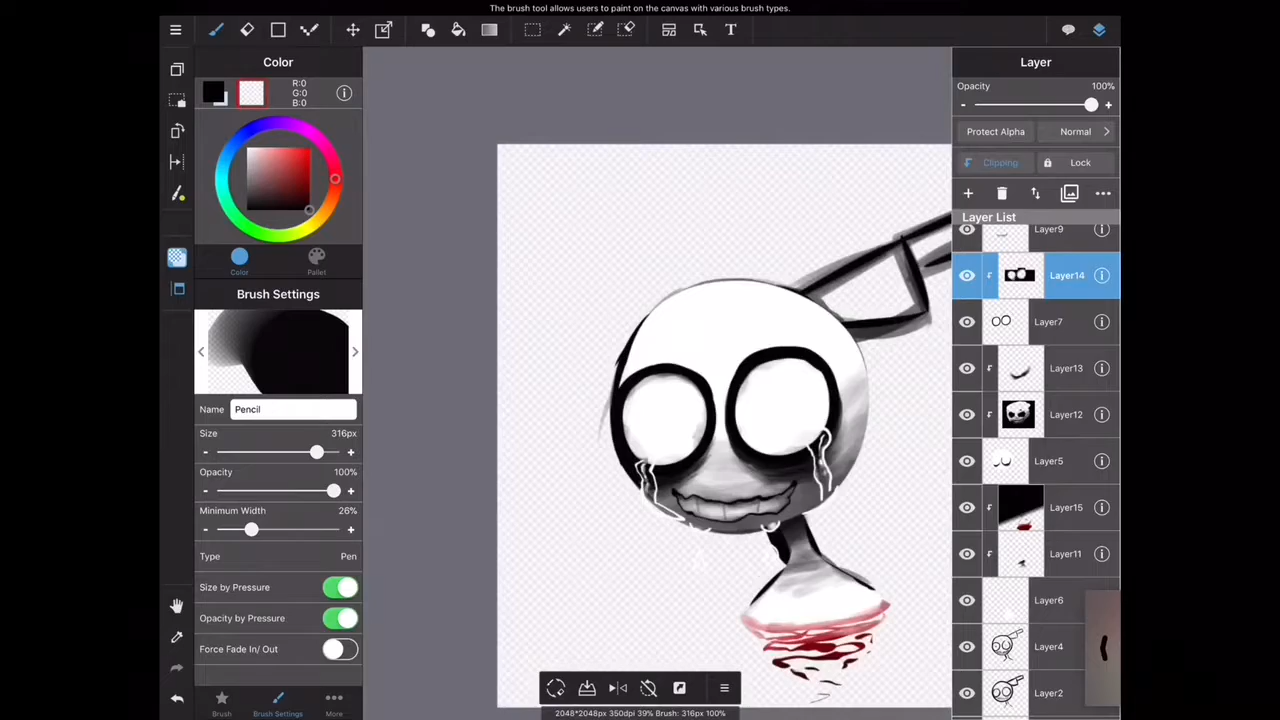 The brush tool allows users to paint on the canvas with various brush types.
T
Color
R:0
G:0
B:0
Color
Pallet
Brush Settings
Name Pencil
Size 316px
- +
Opacity 100%
- +
Minimum Width 26%
- +
Type Pen
Size by Pressure
Opacity by Pressure
Force Fade In/ Out
Brush
Brush Settings
More
2048*2048px 350dpi 39% Brush: 316px 100%
Layer
Opacity 100%
- +
Protect Alpha Normal
Clipping Lock
Layer List
Layer9
Layer14
Layer7
Layer13
Layer12
Layer5
Layer15
Layer11
Layer6
Layer4
Layer2